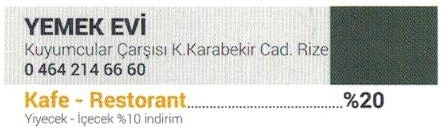 YEMEK EVİ
Kuyumcular Çarşısı K.Karabekir Cad. Rize
0 464 214 66 60
Kafe - Restorant..............................%20
Yiyecek - İçecek %10 indirim